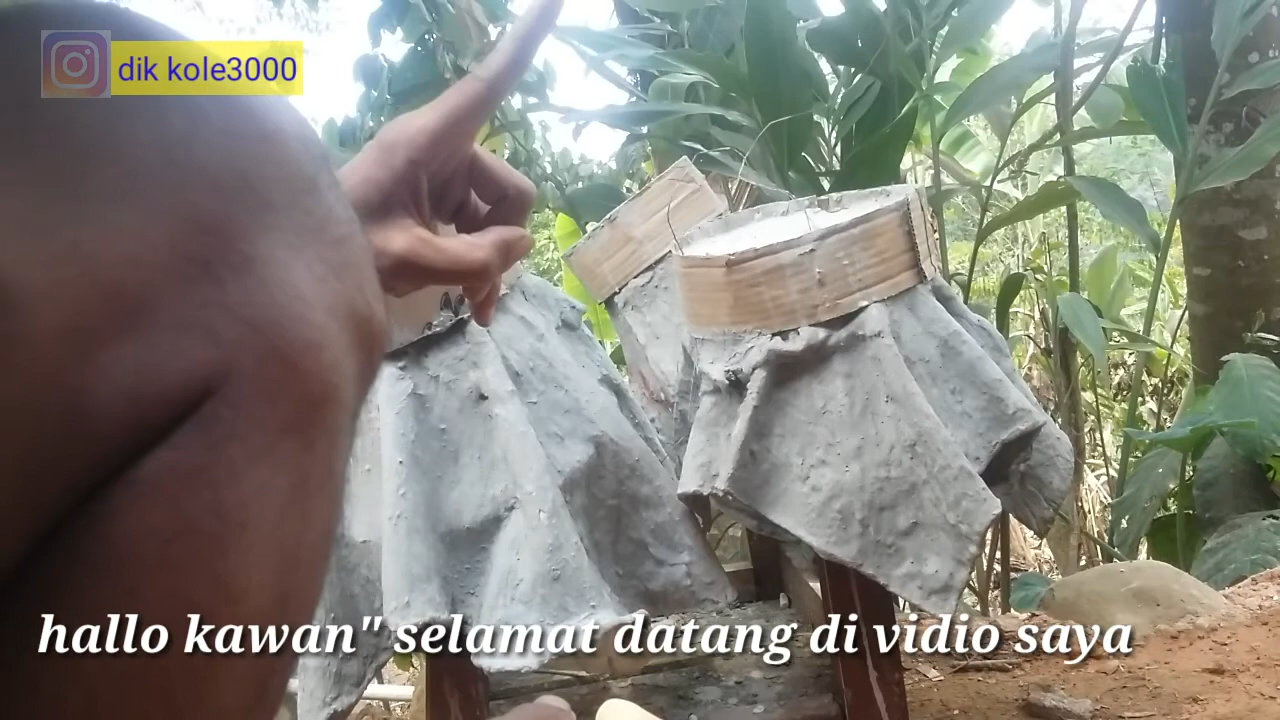 dik kole3000
hallo kawan" selamat datang di vidio saya